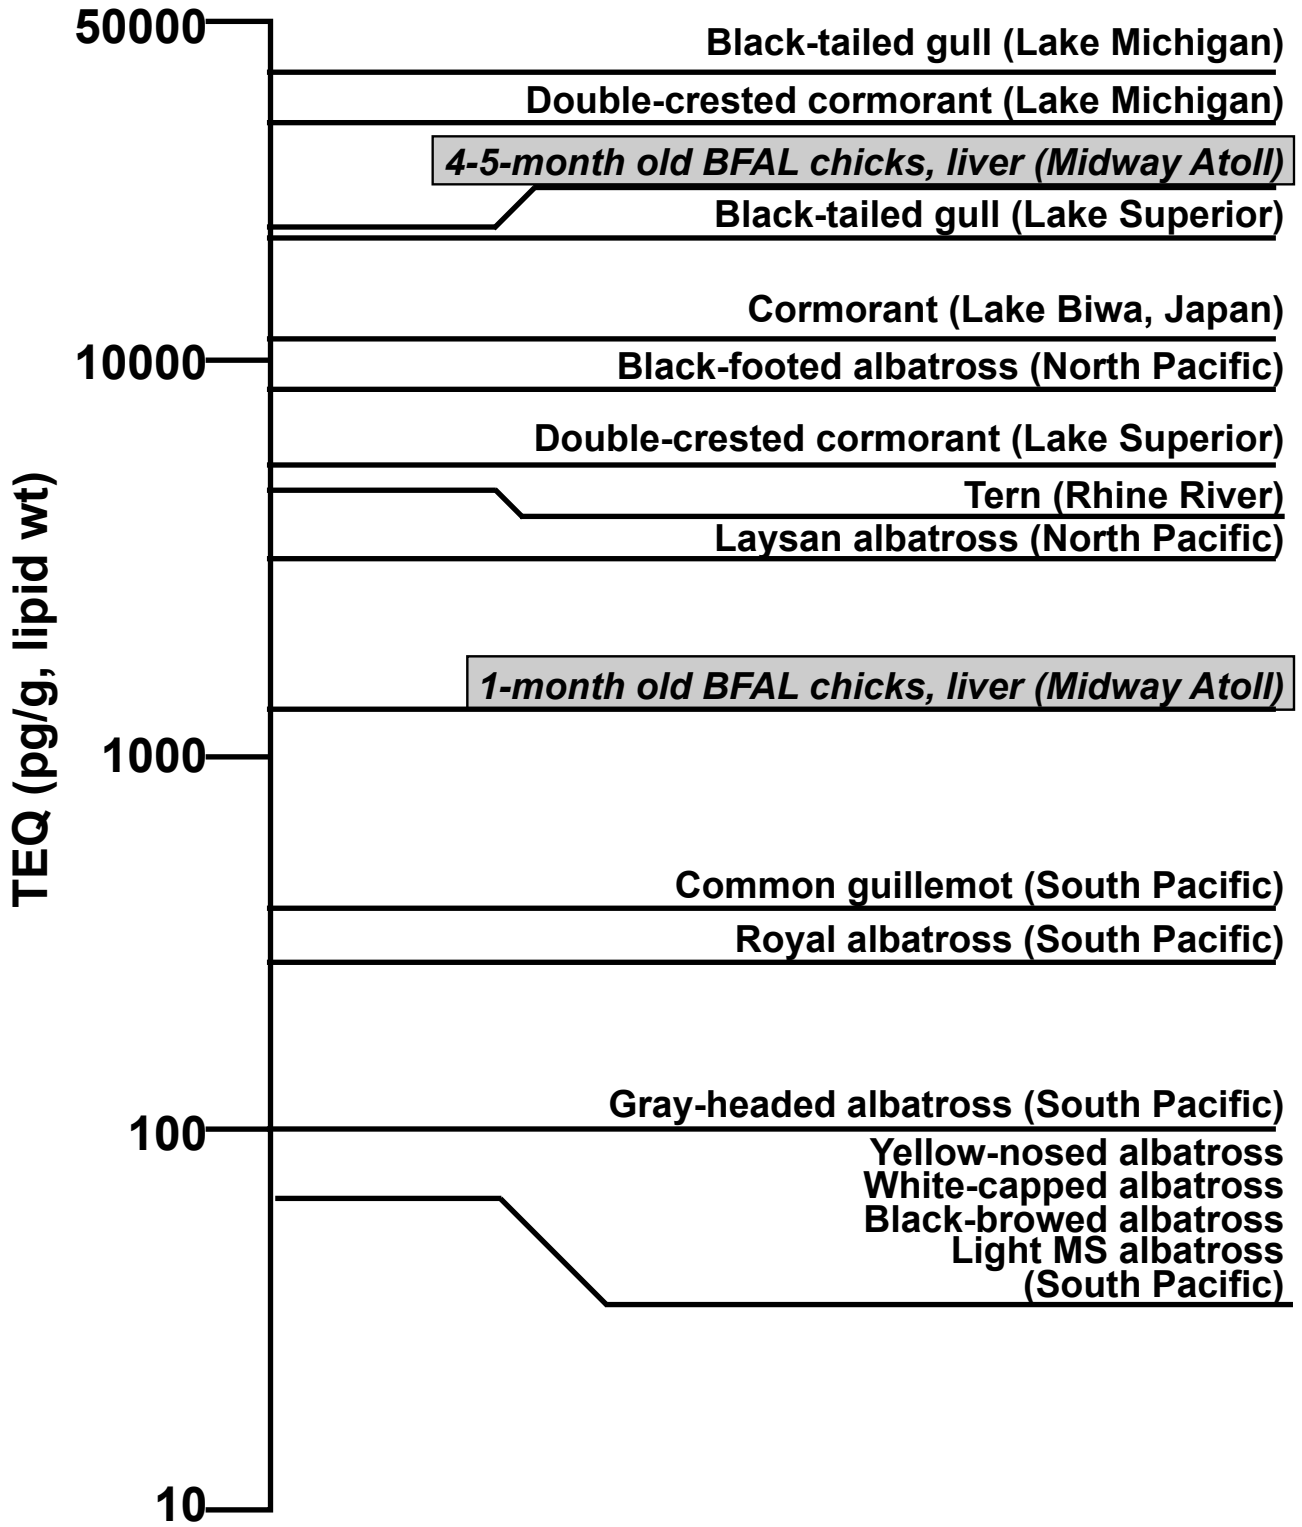 50000
Black-tailed gull (Lake Michigan)
Double-crested cormorant (Lake Michigan)
4-5-month old BFAL chicks, liver (Midway Atoll)
Black-tailed gull (Lake Superior)
Cormorant (Lake Biwa, Japan)
10000
Black-footed albatross (North Pacific)
Double-crested cormorant (Lake Superior)
Tern (Rhine River)
Laysan albatross (North Pacific)
TEQ (pg/g, lipid wt)
1-month old BFAL chicks, liver (Midway Atoll)
1000
Common guillemot (South Pacific)
Royal albatross (South Pacific)
Gray-headed albatross (South Pacific)
100
Yellow-nosed albatross
White-capped albatross
Black-browed albatross
Light MS albatross
(South Pacific)
10